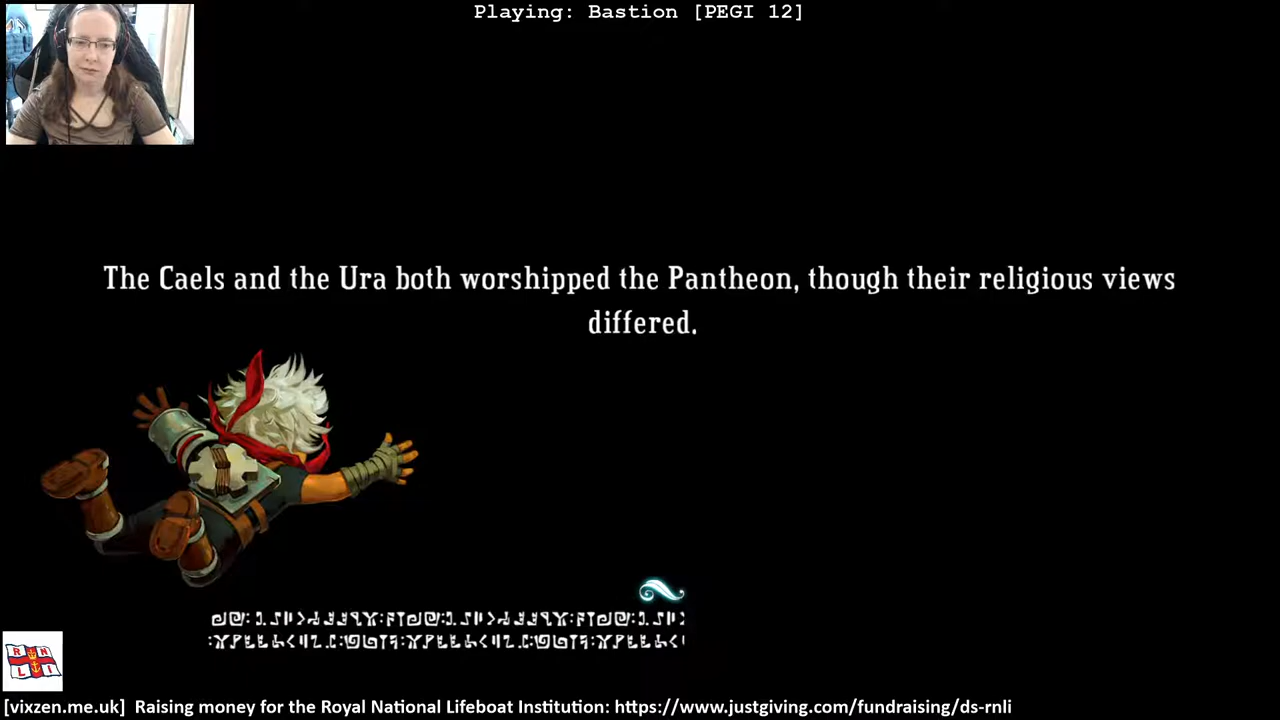 Playing: Bastion [PEGI 12]
The Caels and the Ura both worshipped the Pantheon, though their religious views
differed.
R N
L I
[vixzen.me.uk] Raising money for the Royal National Lifeboat Institution: https://www.justgiving.com/fundraising/ds-rnli